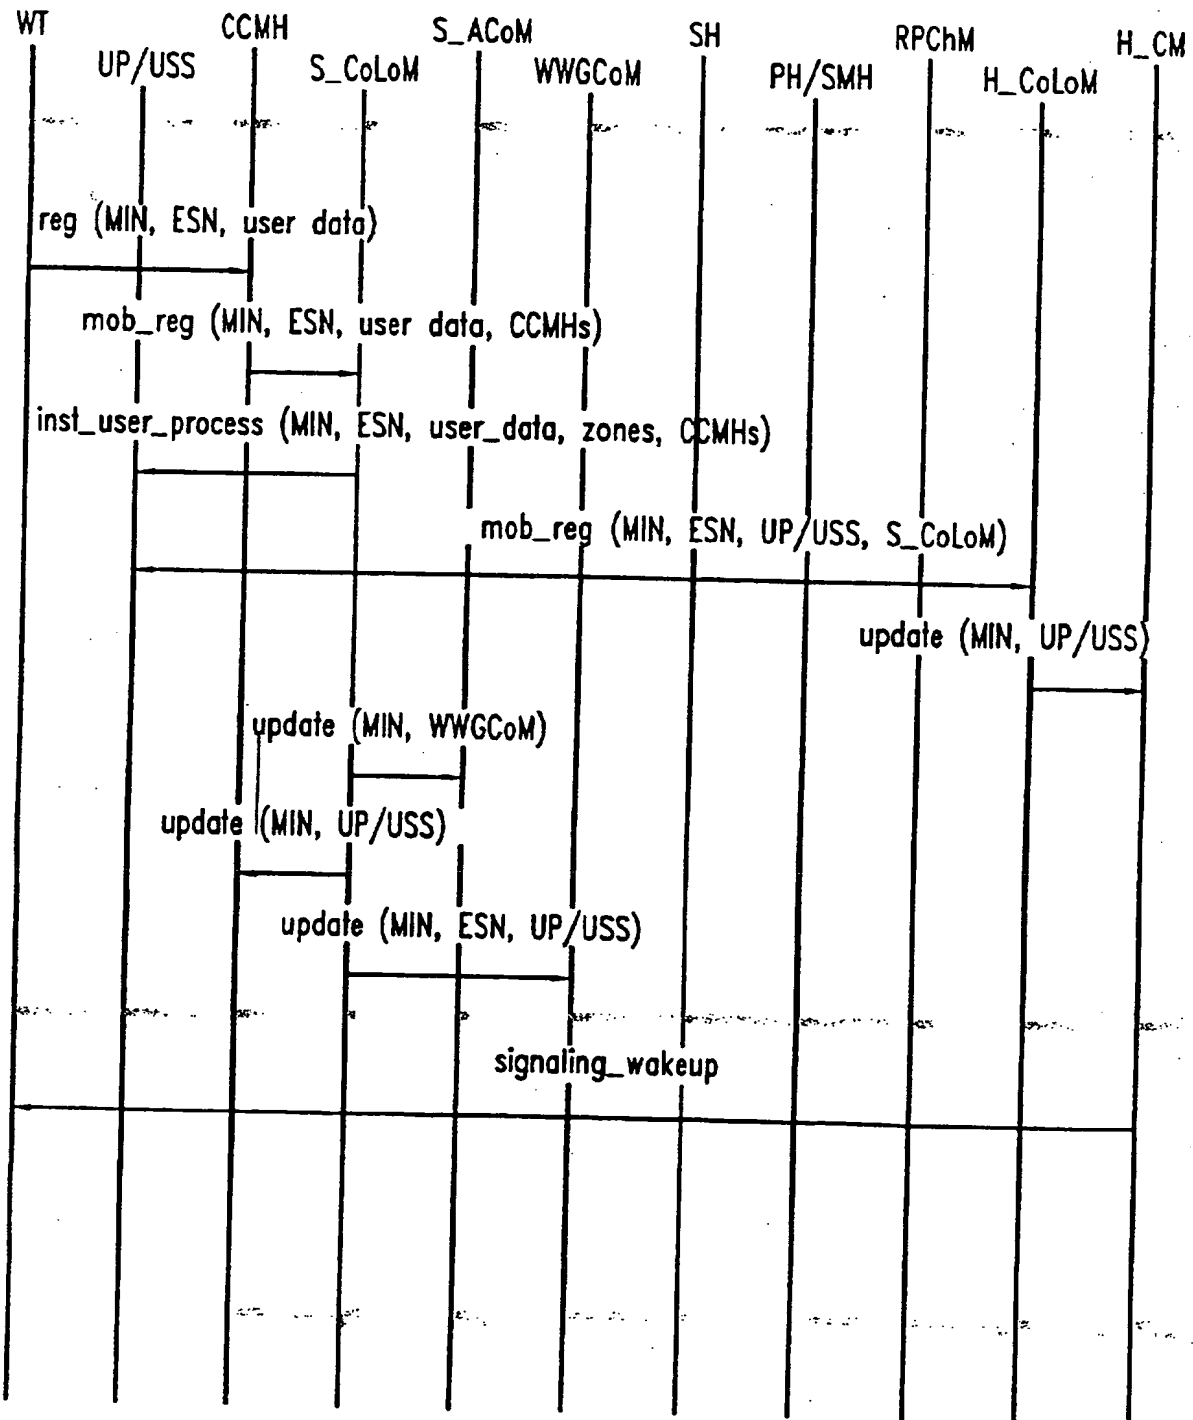 WT
CCMH
S_ACoM
SH
RPChM
H_CM
UP/USS
S_CoLoM
WWGCoM
PH/SMH
H_CoLoM
reg (MIN, ESN, user data)
mob_reg (MIN, ESN, user data, CCMHs)
inst_user_process (MIN, ESN, user_data, zones, CCMHs)
mob_reg (MIN, ESN, UP/USS, S_CoLoM)
update (MIN, UP/USS)
update (MIN, WWGCoM)
update (MIN, UP/USS)
update (MIN, ESN, UP/USS)
signaling_wakeup